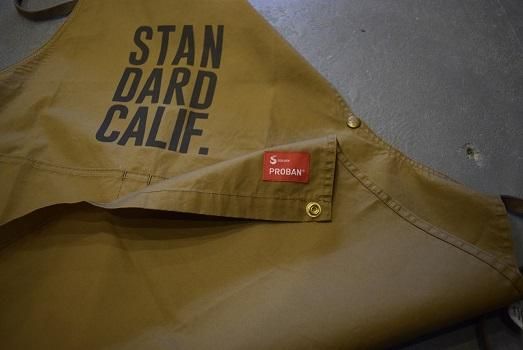 STAN
DARD
CALIF.
PROBAN®